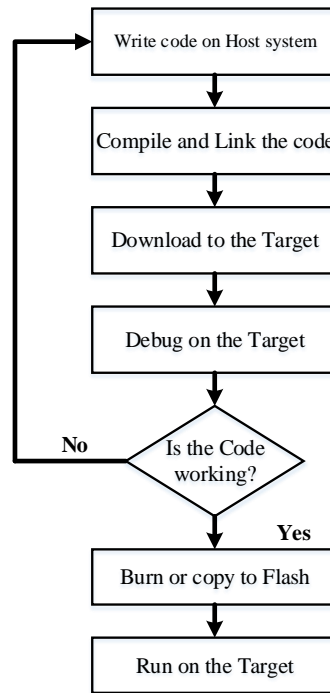 Write code on Host system
Compile and Link the code
Download to the Target
Debug on the Target
Is the Code
working?
No
Yes
Burn or copy to Flash
Run on the Target